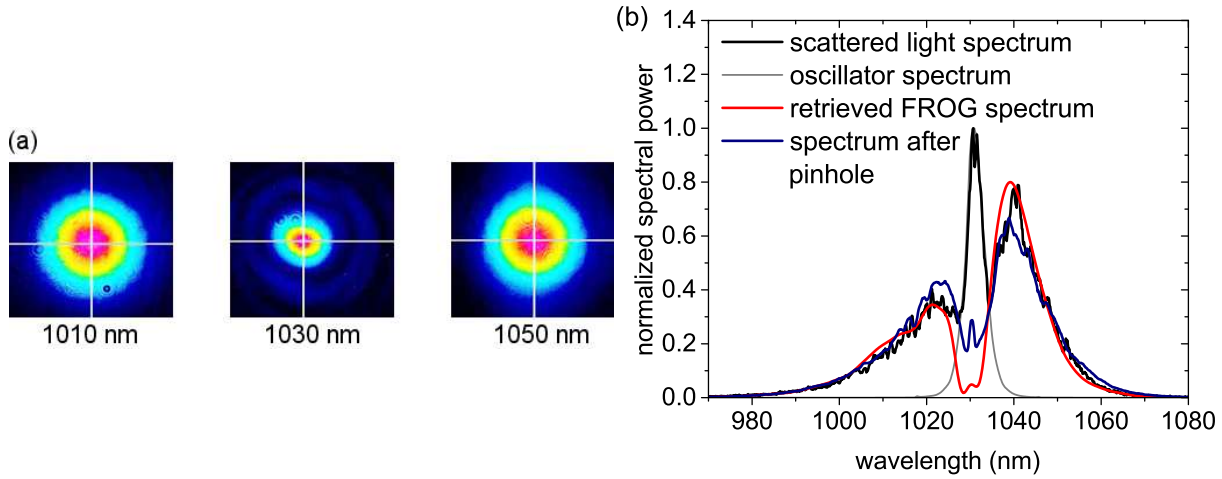 (a)
1010 nm
1030 nm
1050 nm
(b)
scattered light spectrum
oscillator spectrum
retrieved FROG spectrum
spectrum after
pinhole
normalized spectral power
1.4
1.2
1.0
0.8
0.6
0.4
0.2
0.0
980 1000 1020 1040 1060 1080
wavelength (nm)